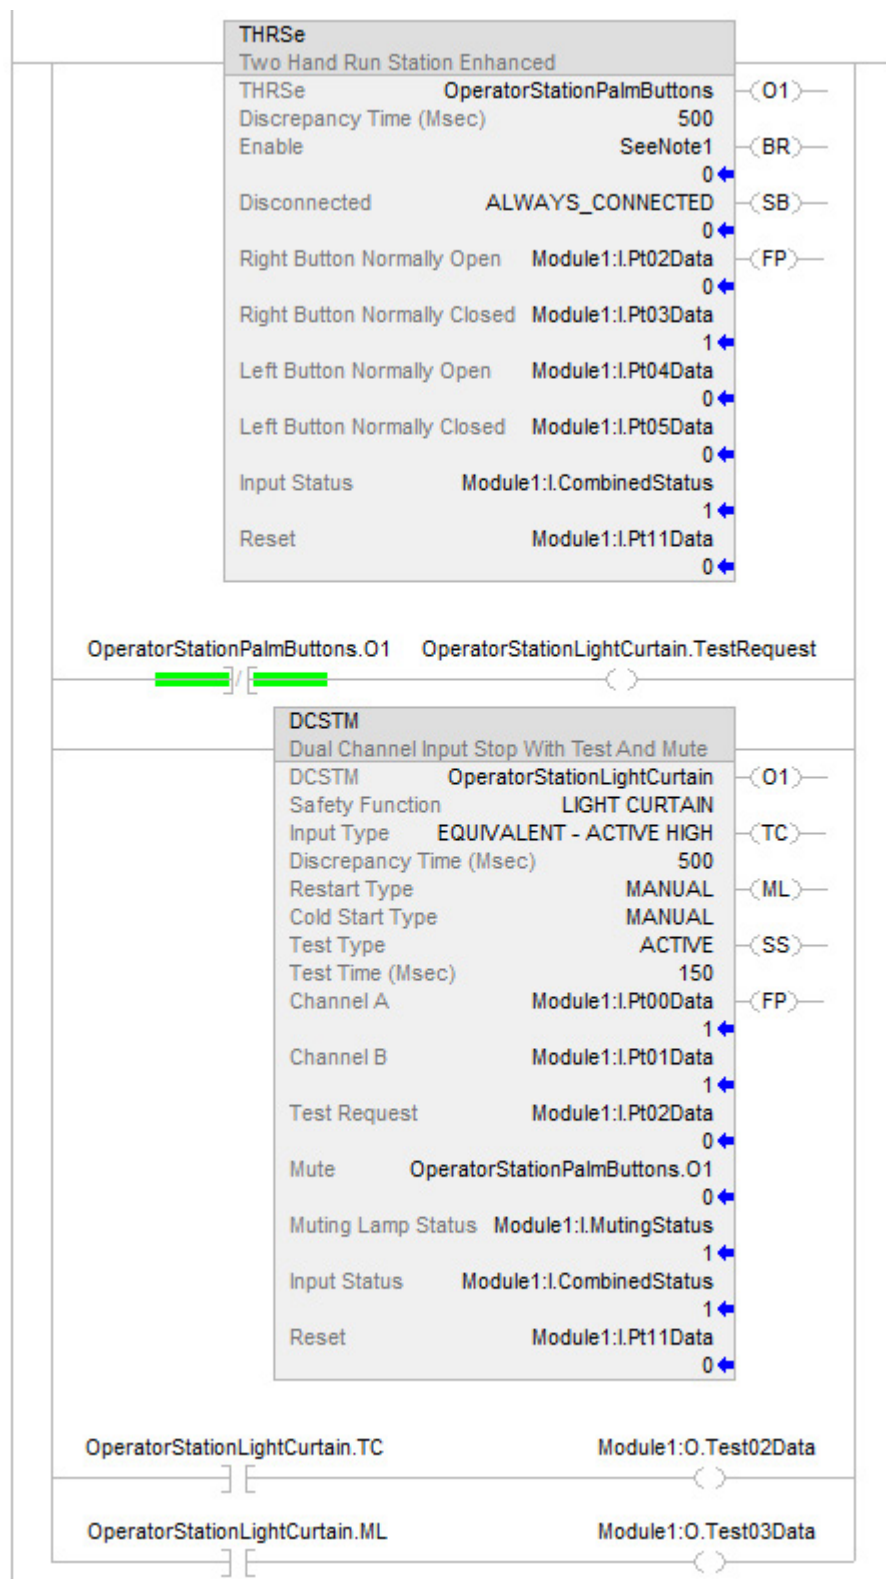 THRSe
Two Hand Run Station Enhanced
THRSe OperatorStationPalmButtons O1
Discrepancy Time (Msec) 500
Enable SeeNote1 BR
0
Disconnected ALWAYS_CONNECTED SB
0
Right Button Normally Open Module1:I.Pt02Data FP
0
Right Button Normally Closed Module1:I.Pt03Data
1
Left Button Normally Open Module1:I.Pt04Data
0
Left Button Normally Closed Module1:I.Pt05Data
0
Input Status Module1:I.CombinedStatus
1
Reset Module1:I.Pt11Data
0
OperatorStationPalmButtons.O1 OperatorStationLightCurtain.TestRequest
DCSTM
Dual Channel Input Stop With Test And Mute
DCSTM OperatorStationLightCurtain O1
Safety Function LIGHT CURTAIN
Input Type EQUIVALENT - ACTIVE HIGH TC
Discrepancy Time (Msec) 500
Restart Type MANUAL ML
Cold Start Type MANUAL
Test Type ACTIVE SS
Test Time (Msec) 150
Channel A Module1:I.Pt00Data FP
1
Channel B Module1:I.Pt01Data
1
Test Request Module1:I.Pt02Data
0
Mute OperatorStationPalmButtons.O1
0
Muting Lamp Status Module1:I.MutingStatus
1
Input Status Module1:I.CombinedStatus
1
Reset Module1:I.Pt11Data
0
OperatorStationLightCurtain.TC Module1:O.Test02Data
OperatorStationLightCurtain.ML Module1:O.Test03Data